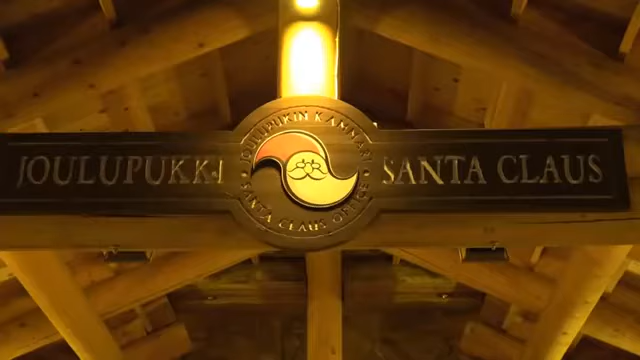 JOULUPUKKI
JOULUPUKIN KAMMARI
SANTA CLAUS OFFICE
SANTA CLAUS